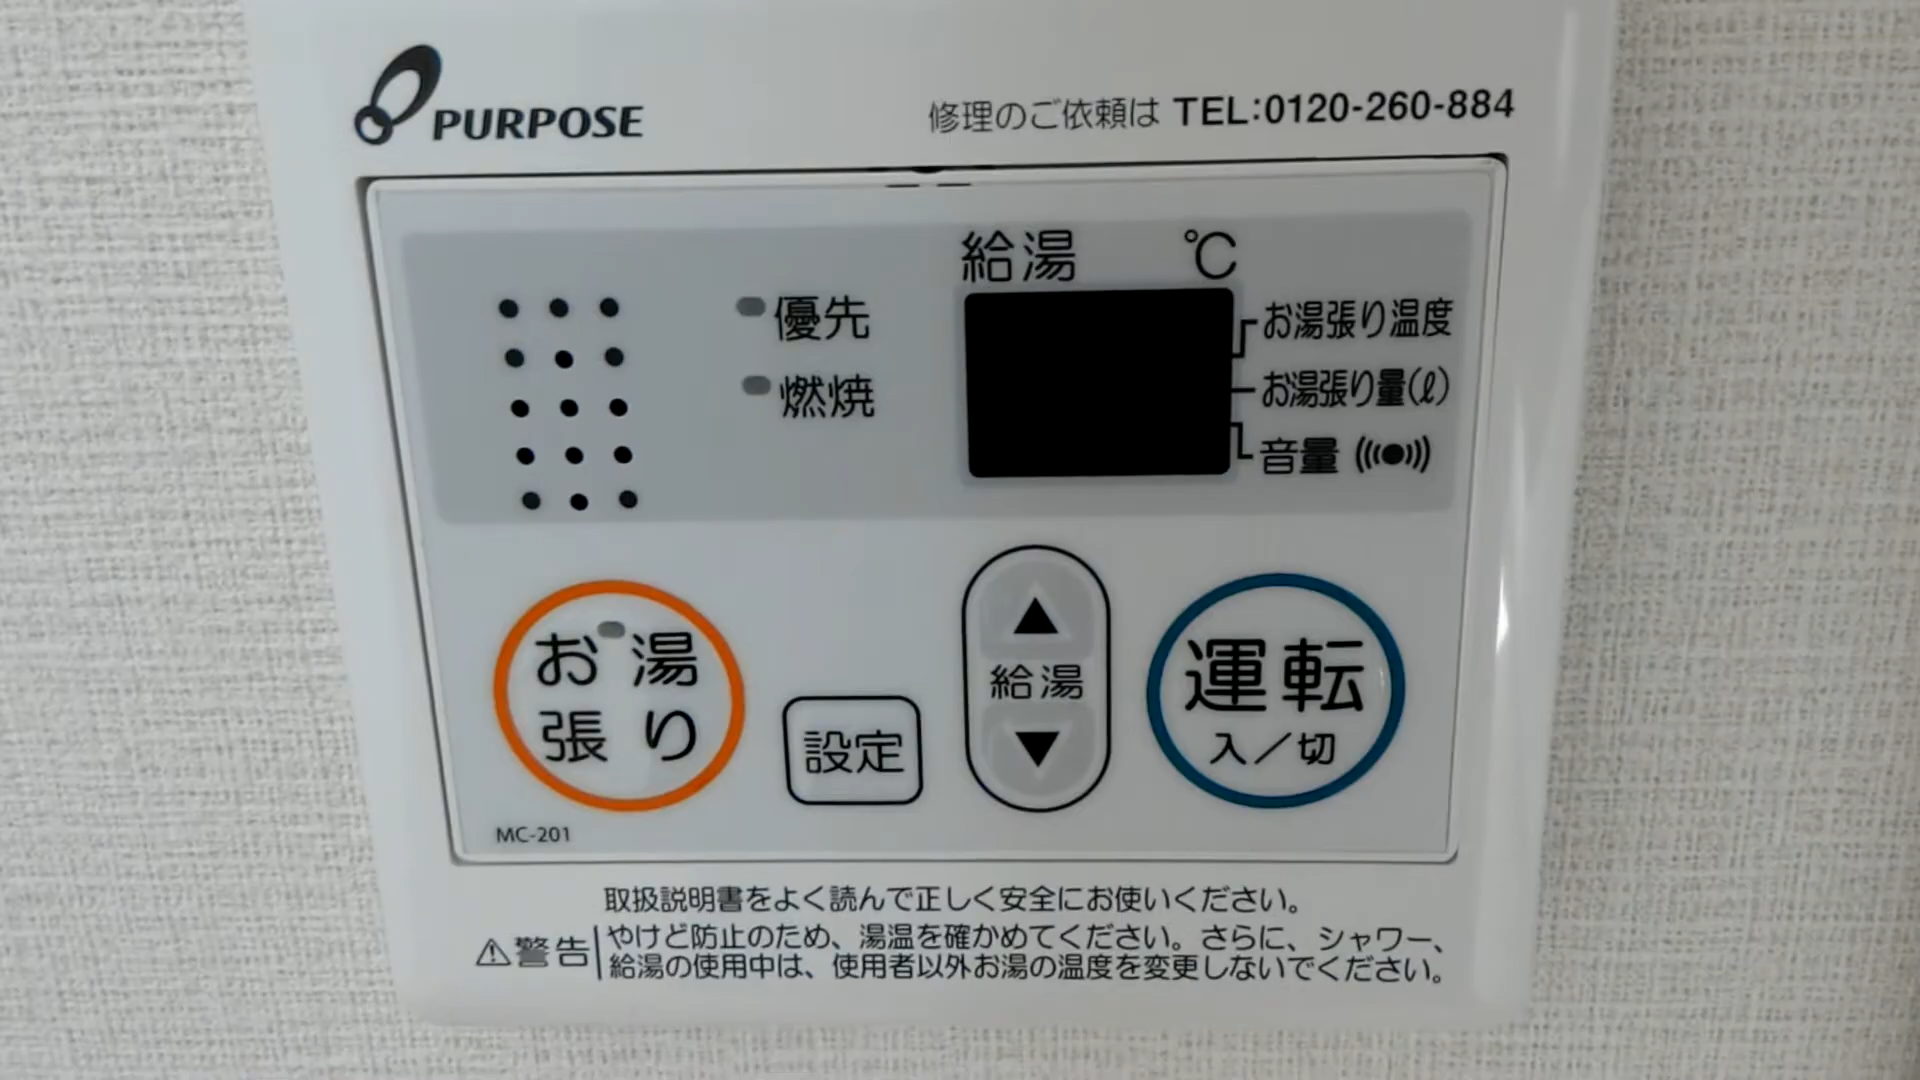 PURPOSE
修理のご依頼は TEL:0120-260-884
給湯 ℃
優先
お湯張り温度
燃焼
お湯張り量(ℓ)
音量
お湯張り
設定
▲
給湯
▼
運転
入/切
MC-201
取扱説明書をよく読んで正しく安全にお使いください。
⚠警告
やけど防止のため、湯温を確かめてください。さらに、シャワー、
給湯の使用中は、使用者以外お湯の温度を変更しないでください。